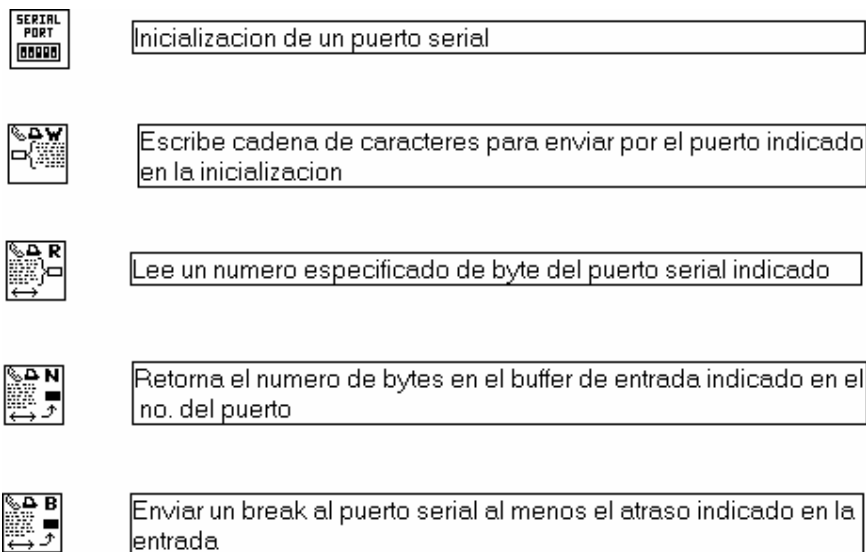 SERIAL
PORT
Inicializacion de un puerto serial
W
Escribe cadena de caracteres para enviar por el puerto indicado
en la inicializacion
R
Lee un numero especificado de byte del puerto serial indicado
N
Retorna el numero de bytes en el buffer de entrada indicado en el
no. del puerto
B
Enviar un break al puerto serial al menos el atraso indicado en la
entrada